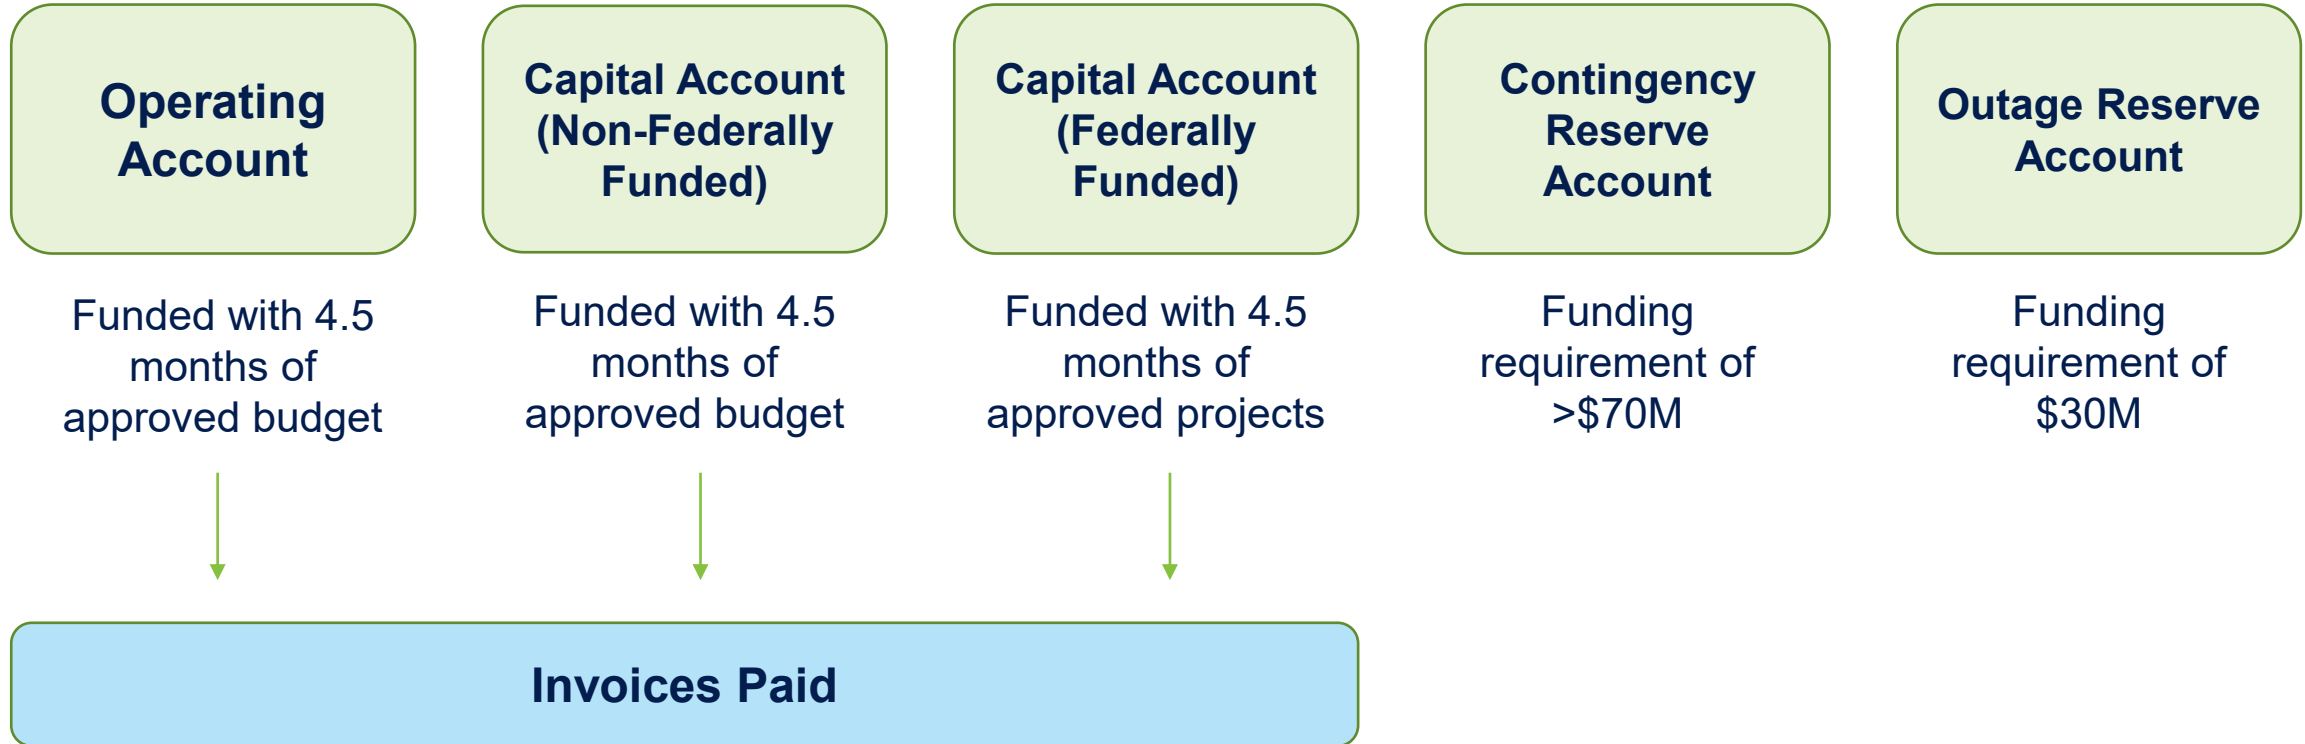 Operating
Account
Capital Account
(Non-Federally
Funded)
Capital Account
(Federally
Funded)
Contingency
Reserve
Account
Outage Reserve
Account
Funded with 4.5
months of
approved budget
Funded with 4.5
months of
approved budget
Funded with 4.5
months of
approved projects
Funding
requirement of
>$70M
Funding
requirement of
$30M
Invoices Paid